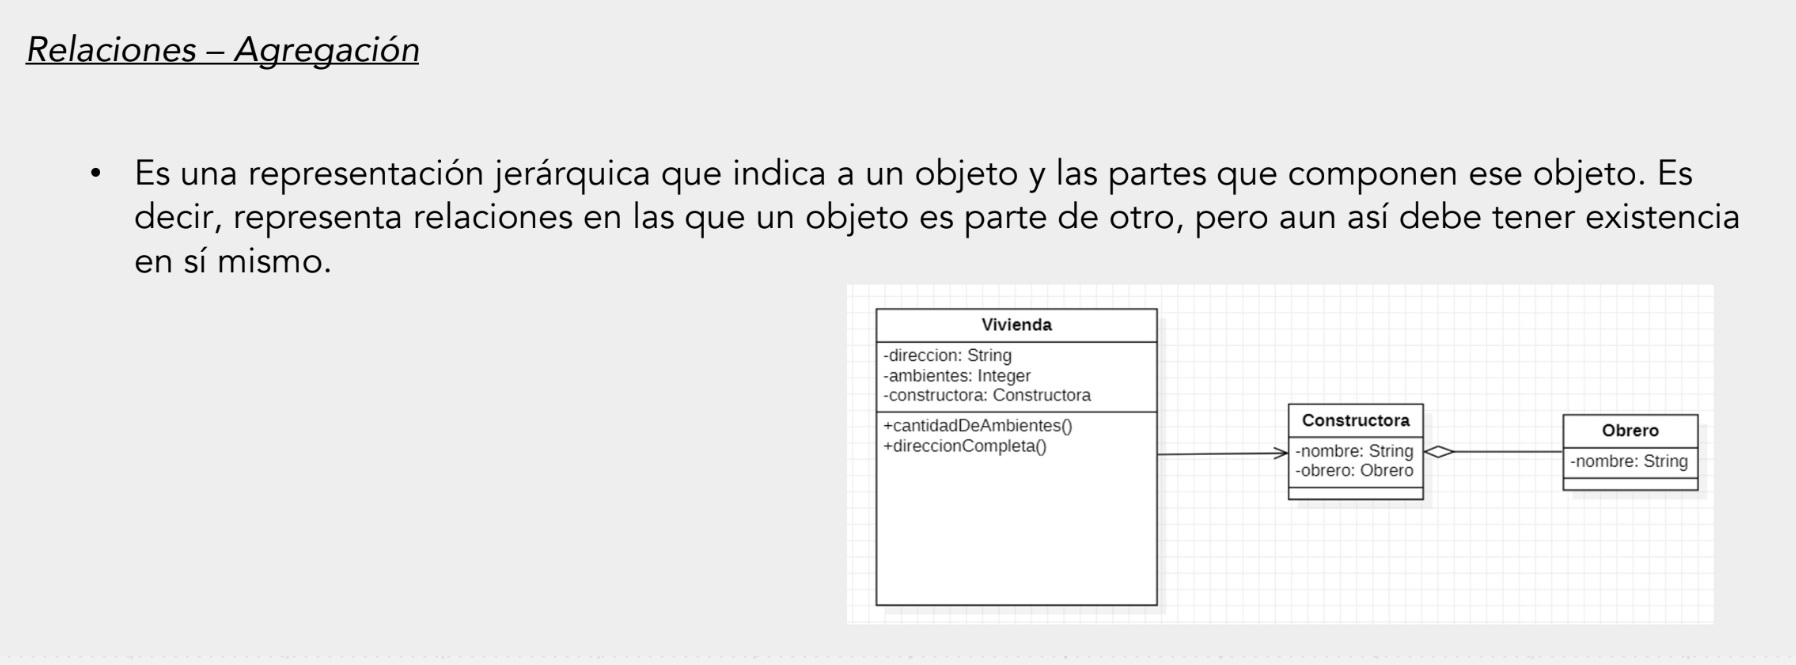 Relaciones – Agregación
• Es una representación jerárquica que indica a un objeto y las partes que componen ese objeto. Es
decir, representa relaciones en las que un objeto es parte de otro, pero aun así debe tener existencia
en sí mismo.
Vivienda
-direccion: String
-ambientes: Integer
-constructora: Constructora
+cantidadDeAmbientes()
+direccionCompleta()
Constructora
-nombre: String
-obrero: Obrero
Obrero
-nombre: String